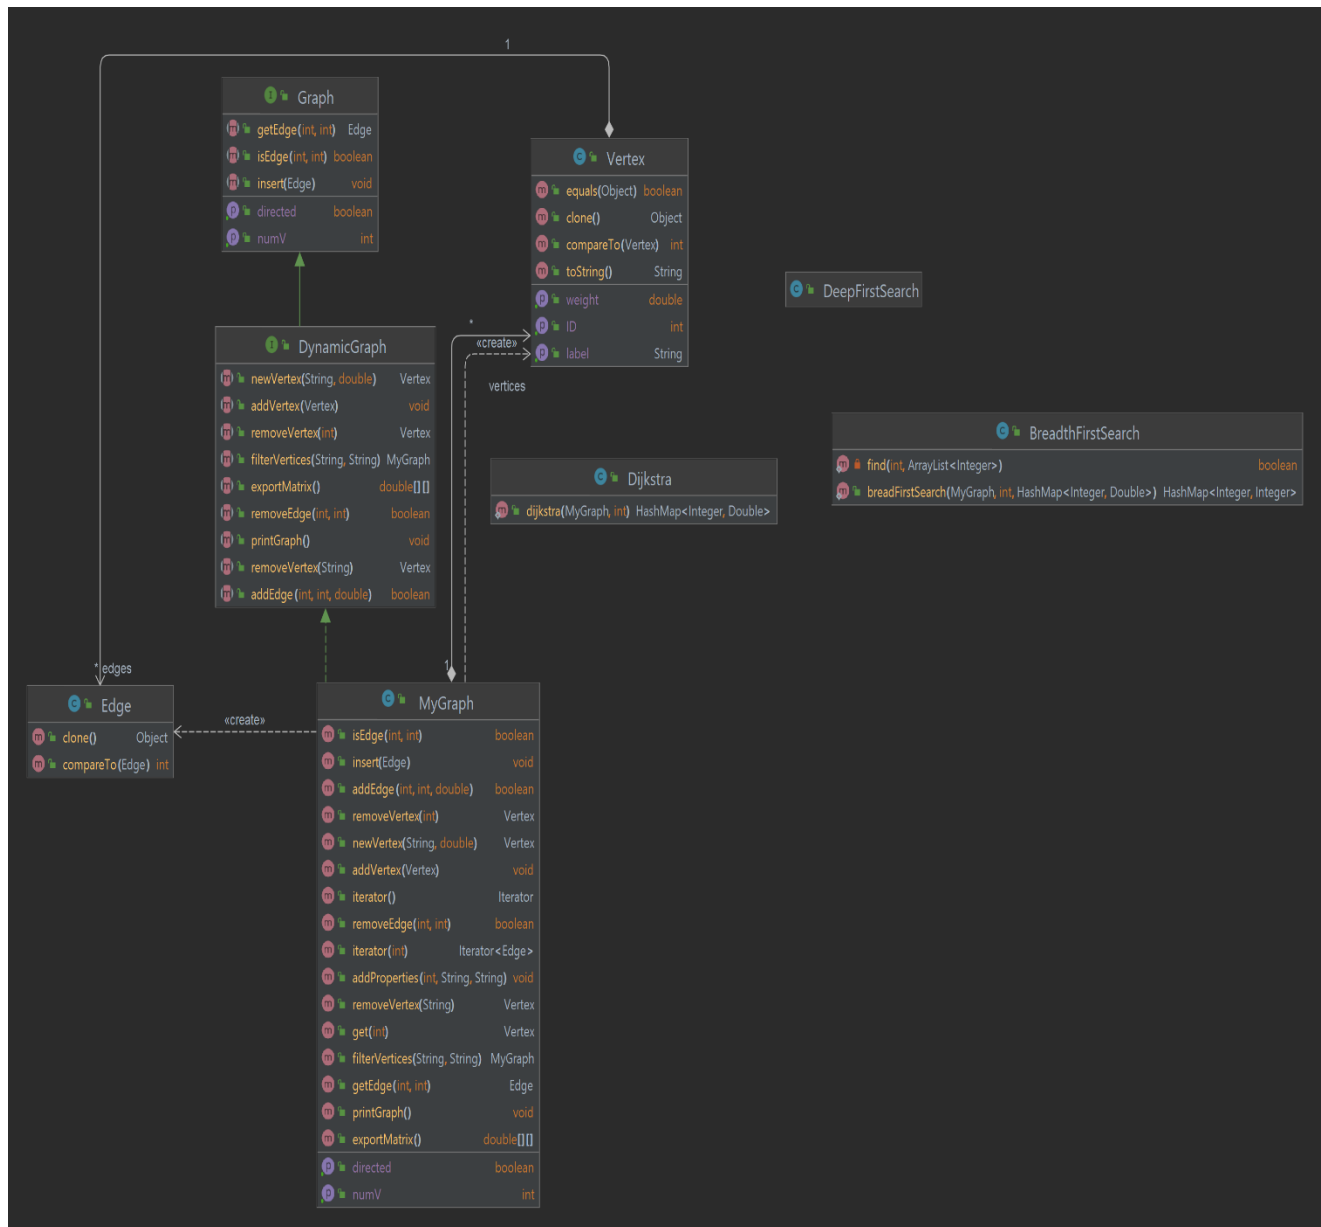 1
Graph
getEdge(int, int) Edge
isEdge(int, int) boolean
insert(Edge) void
directed boolean
numV int
Vertex
equals(Object) boolean
clone() Object
compareTo(Vertex) int
toString() String
weight double
ID int
label String
DeepFirstSearch
*
«create»
vertices
DynamicGraph
newVertex(String, double) Vertex
addVertex(Vertex) void
removeVertex(int) Vertex
filterVertices(String, String) MyGraph
exportMatrix() double[][]
removeEdge(int, int) boolean
printGraph() void
removeVertex(String) Vertex
addEdge(int, int, double) boolean
BreadthFirstSearch
find(int, ArrayList<Integer>) boolean
breadFirstSearch(MyGraph, int, HashMap<Integer, Double>) HashMap<Integer, Integer>
Dijkstra
dijkstra(MyGraph, int) HashMap<Integer, Double>
* edges
1
Edge
clone() Object
compareTo(Edge) int
«create»
MyGraph
isEdge(int, int) boolean
insert(Edge) void
addEdge(int, int, double) boolean
removeVertex(int) Vertex
newVertex(String, double) Vertex
addVertex(Vertex) void
iterator() Iterator
removeEdge(int, int) boolean
iterator(int) Iterator<Edge>
addProperties(int, String, String) void
removeVertex(String) Vertex
get(int) Vertex
filterVertices(String, String) MyGraph
getEdge(int, int) Edge
printGraph() void
exportMatrix() double[][]
directed boolean
numV int